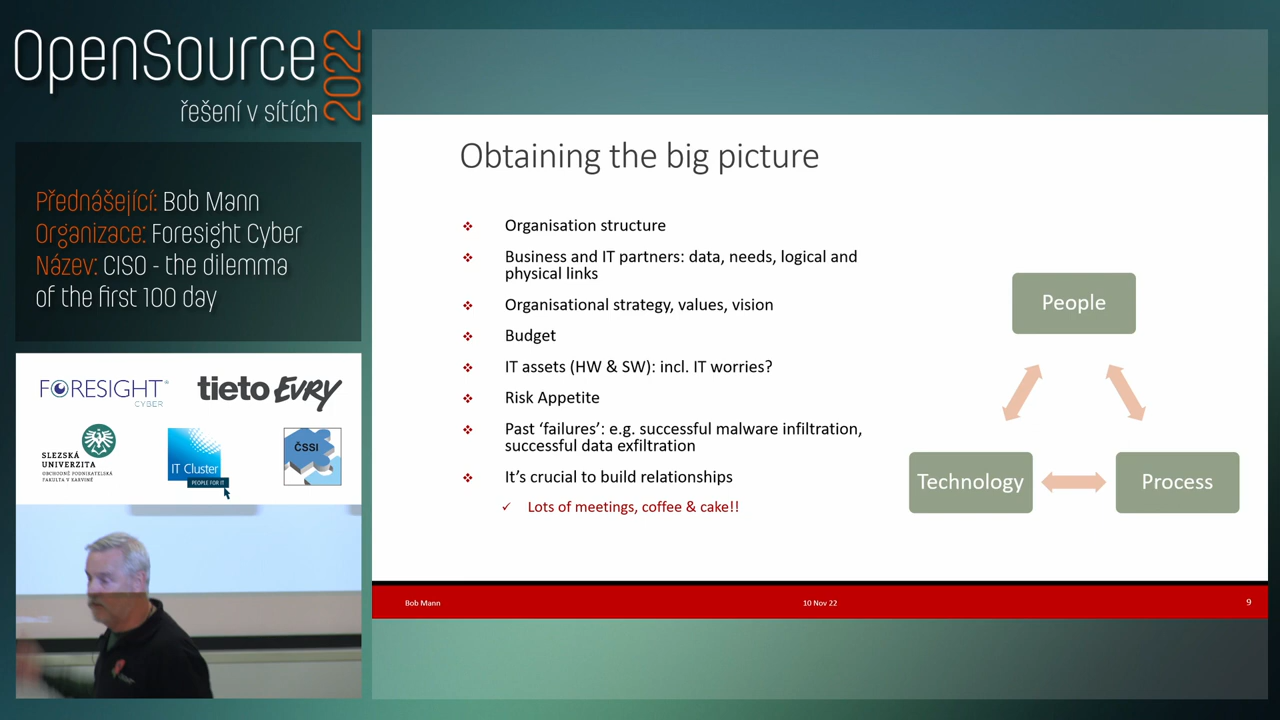 OpenSource
2022
řešení v sítích
Přednášející: Bob Mann
Organizace: Foresight Cyber
Název: CISO - the dilemma
of the first 100 day
FORESIGHT
CYBER
tieto EVRY
SLEZSKÁ
UNIVERZITA
OBCHODNĚ PODNIKATELSKÁ
FAKULTA V KARVINÉ
IT Cluster
PEOPLE FOR IT
ČSSI
Obtaining the big picture
❖ Organisation structure
❖ Business and IT partners: data, needs, logical and
physical links
❖ Organisational strategy, values, vision
❖ Budget
❖ IT assets (HW & SW): incl. IT worries?
❖ Risk Appetite
❖ Past ‘failures’: e.g. successful malware infiltration,
successful data exfiltration
❖ It’s crucial to build relationships
✓ Lots of meetings, coffee & cake!!
People
Technology
Process
Bob Mann
10 Nov 22
9